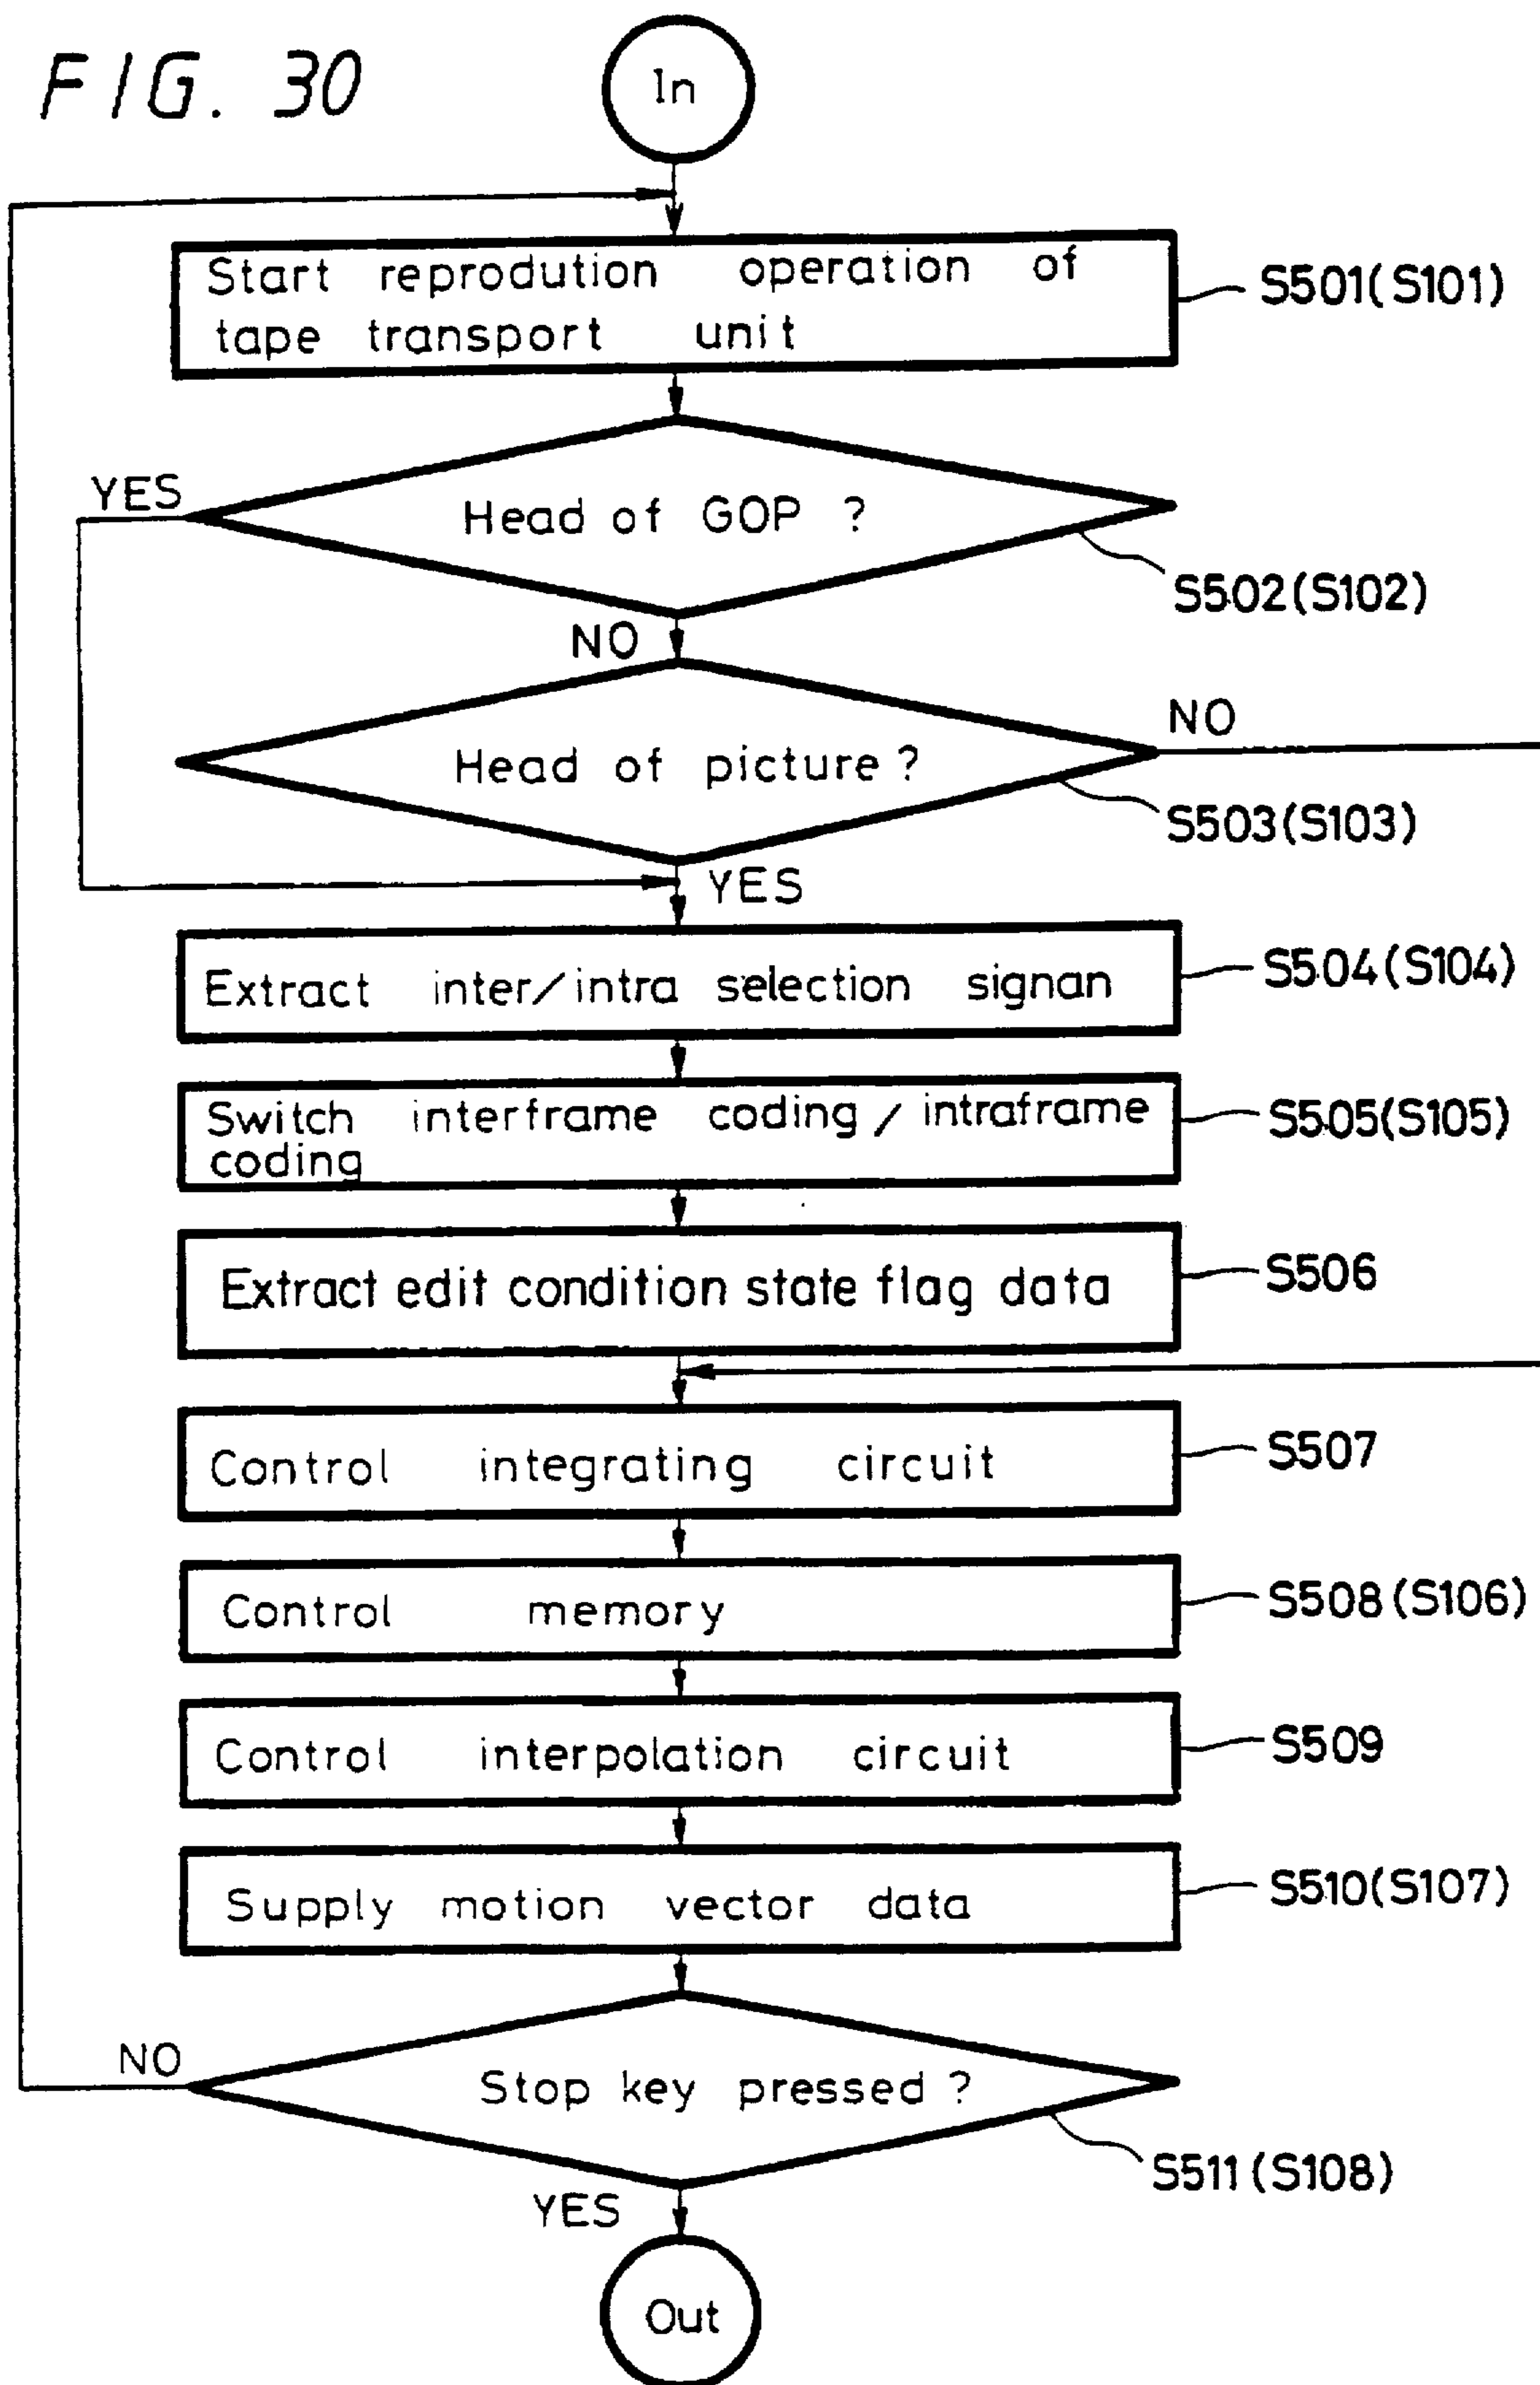 FIG. 30
In
Start reprodution operation of
tape transport unit
S501(S101)
YES
Head of GOP ?
S502(S102)
NO
NO
Head of picture ?
S503(S103)
YES
Extract inter/intra selection signan
S504(S104)
Switch interframe coding / intraframe
coding
S505(S105)
Extract edit condition state flag data
S506
Control integrating circuit
S507
Control memory
S508(S106)
Control interpolation circuit
S509
Supply motion vector data
S510(S107)
NO
Stop key pressed ?
S511(S108)
YES
Out